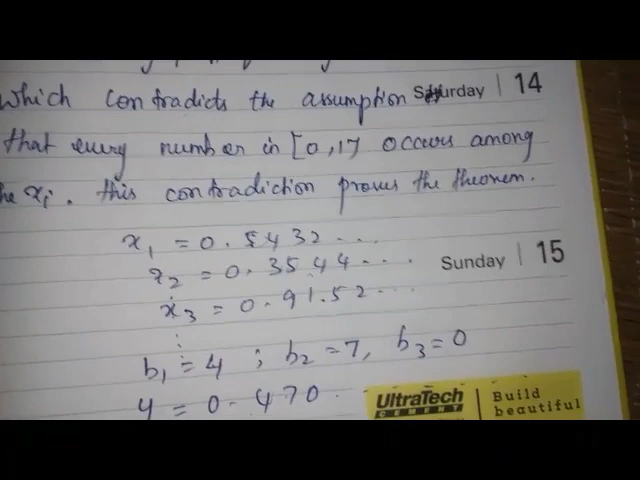 which contradicts the assumption Saturday | 14
that every number in [0,1] occurs among
the xᵢ. this contradiction proves the theorem.
x₁ = 0.5432 ...
x₂ = 0.3544 ....
Sunday | 15
x₃ = 0.91.52 ...
⋮
b₁ = 4 ; b₂ = 7, b₃ = 0
y = 0.470.
UltraTech
CEMENT
Build
beautiful